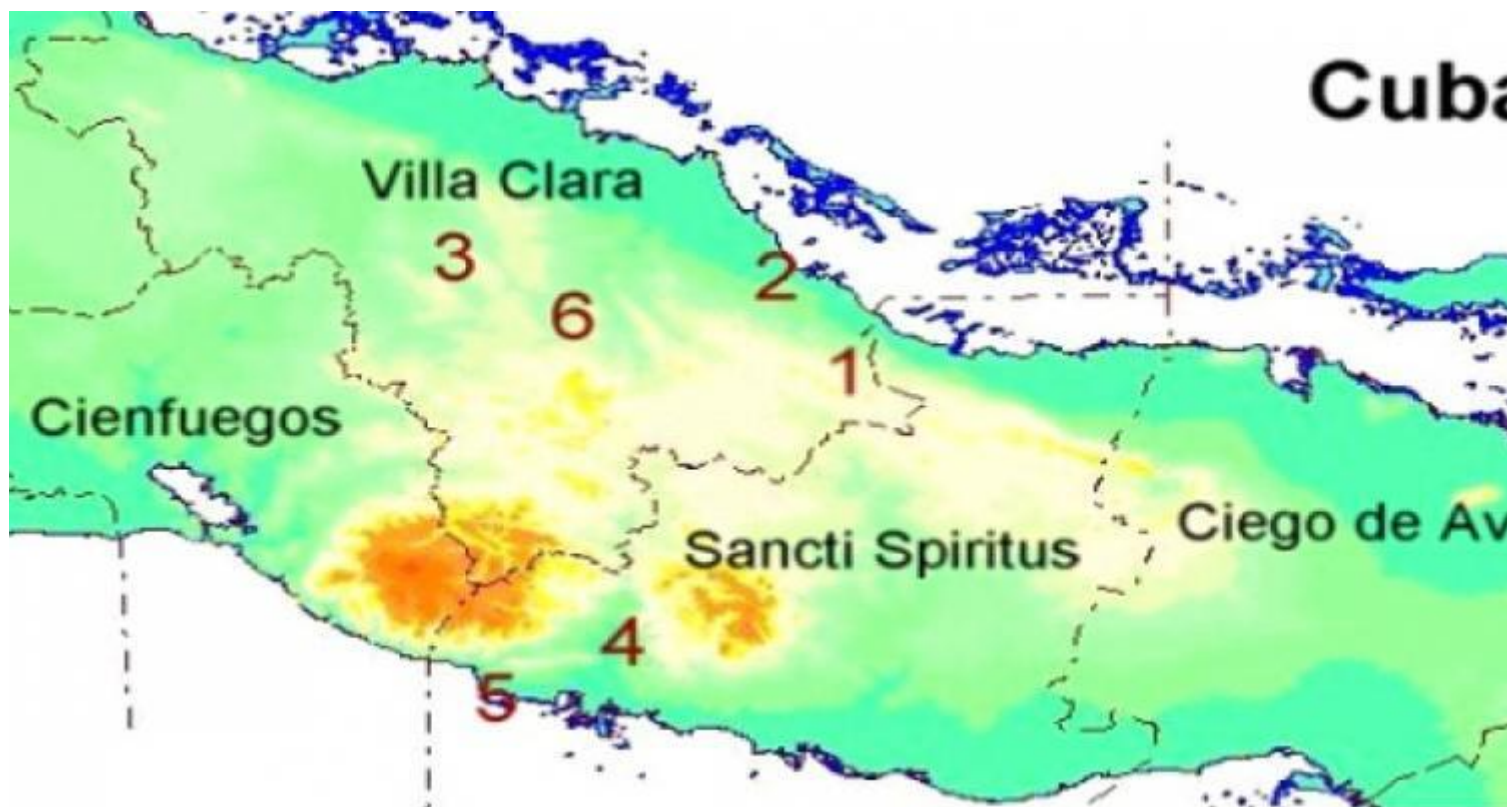 Cuba
Villa Clara
3
2
6
1
Cienfuegos
Sancti Spiritus
Ciego de Av
4
5